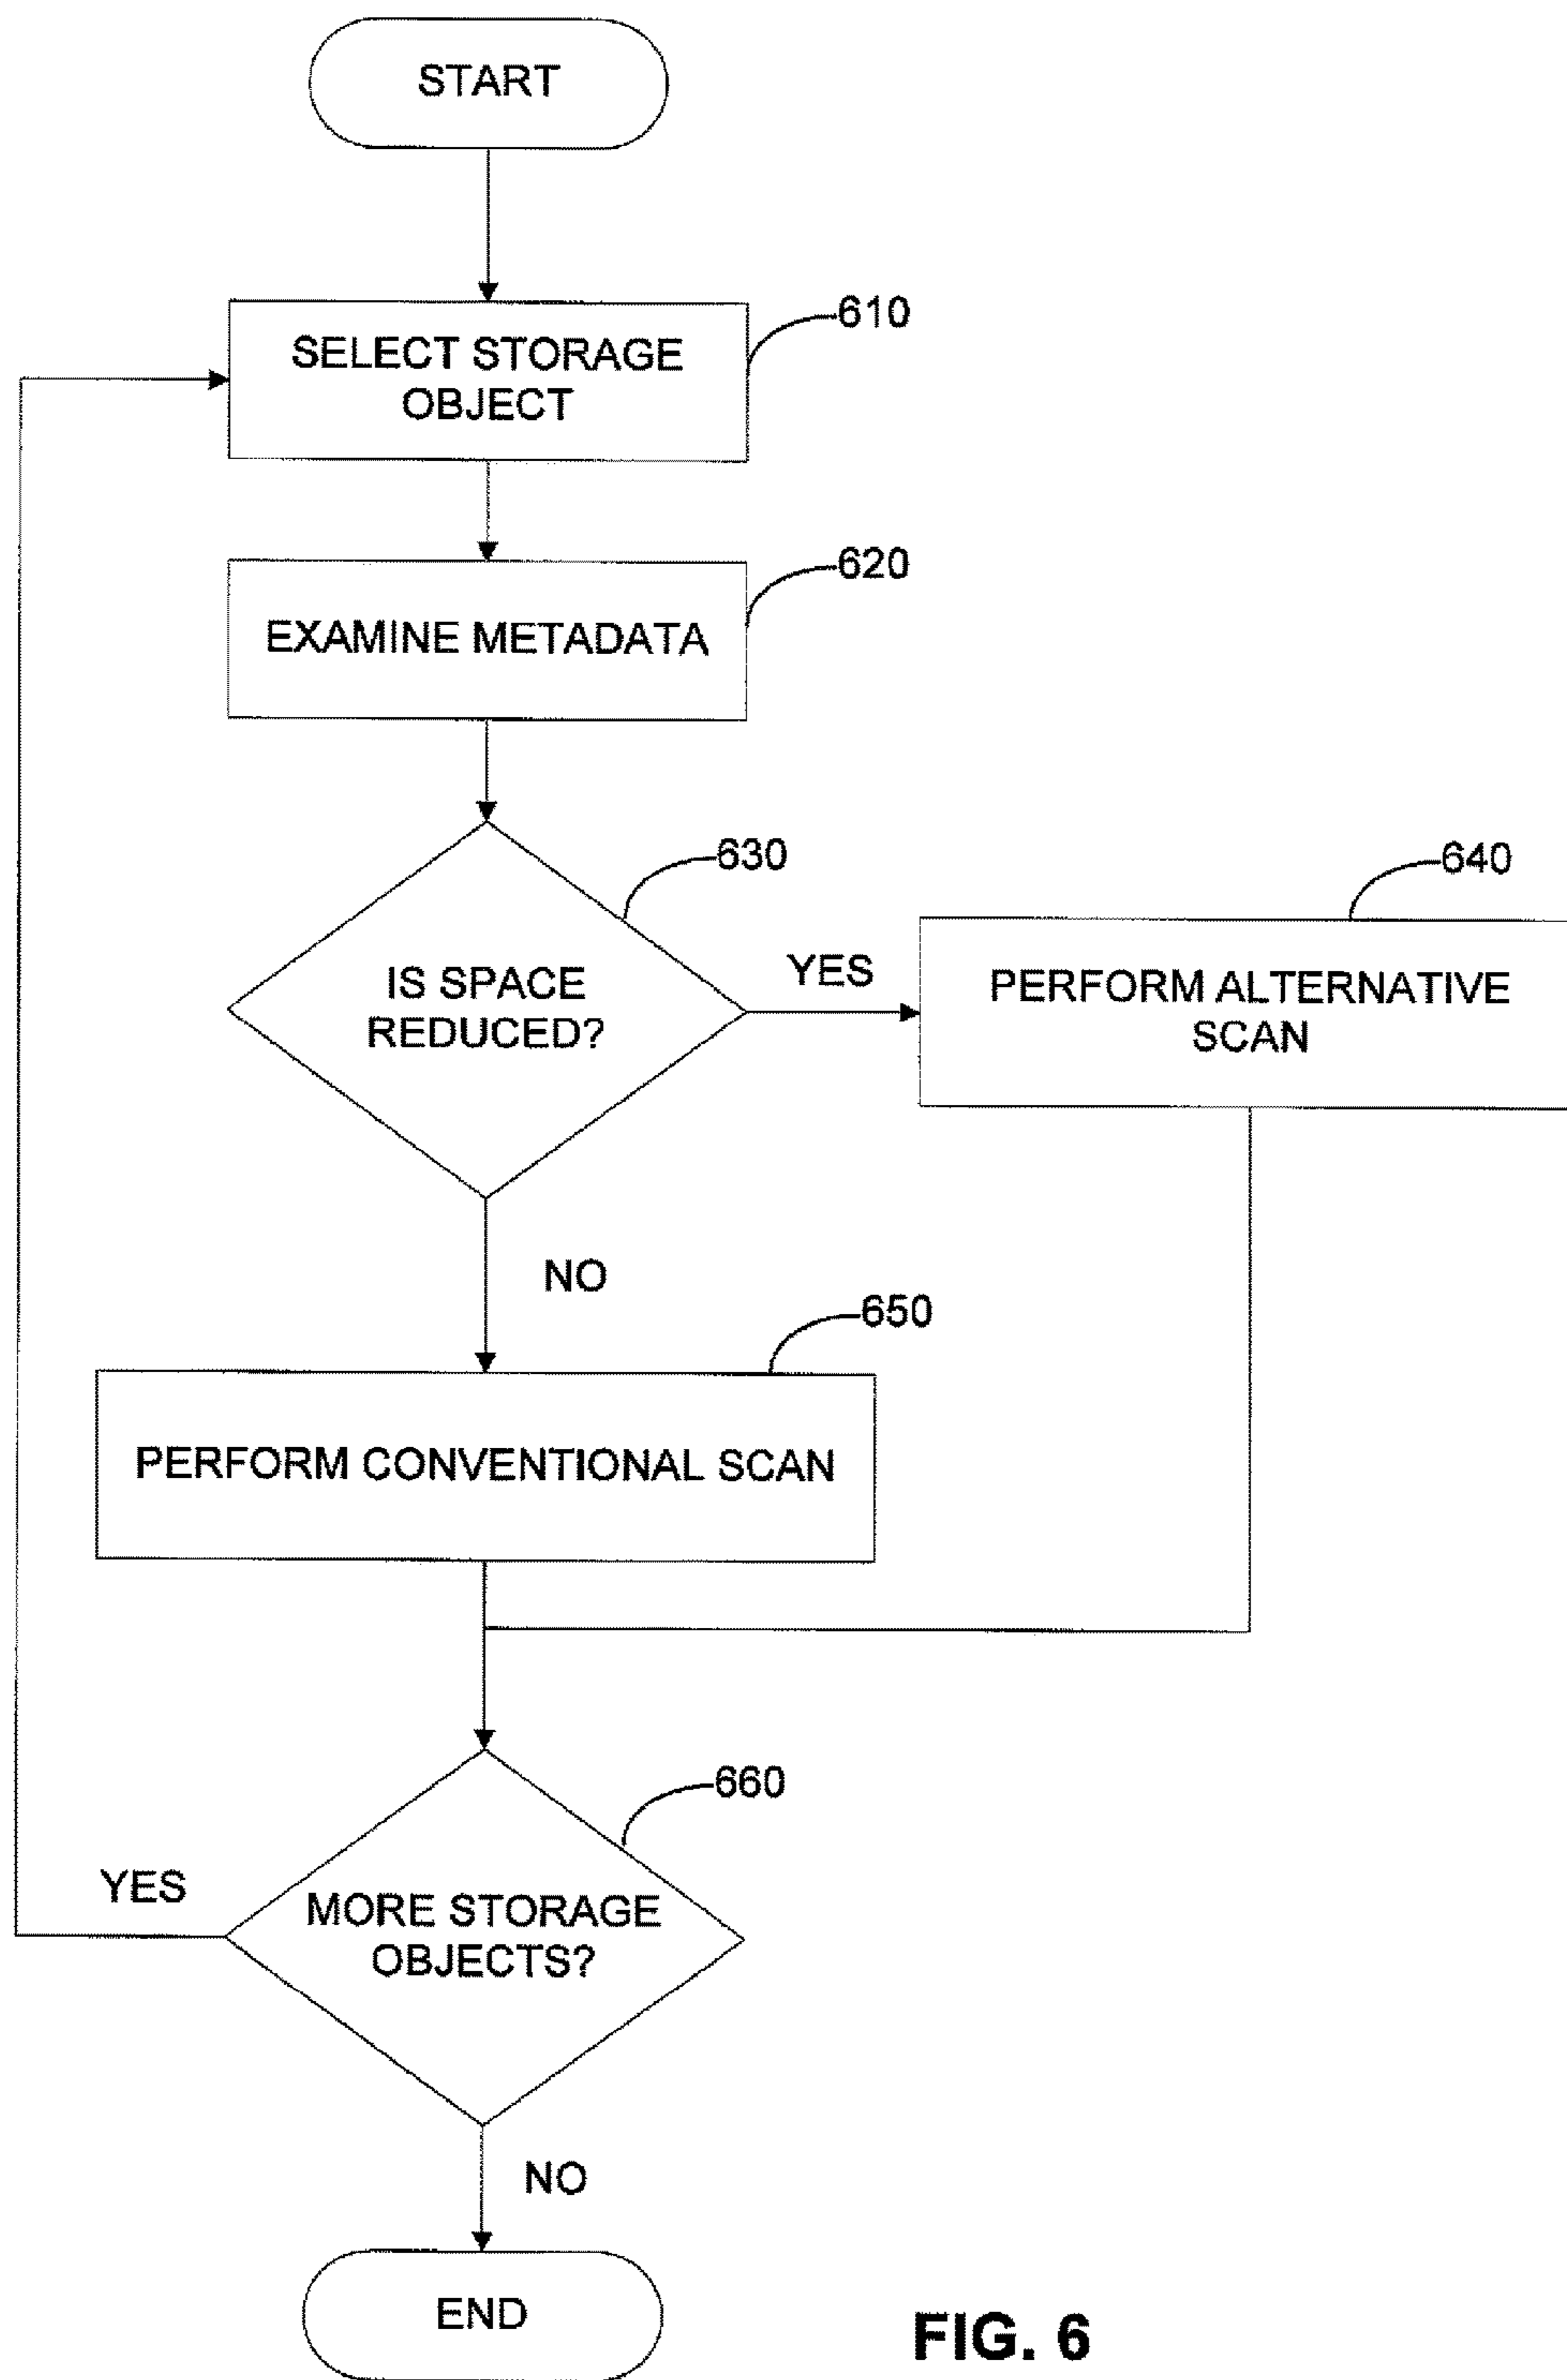 START
610
SELECT STORAGE
OBJECT
620
EXAMINE METADATA
630
640
IS SPACE
REDUCED?
YES
PERFORM ALTERNATIVE
SCAN
NO
650
PERFORM CONVENTIONAL SCAN
660
YES
MORE STORAGE
OBJECTS?
NO
END
FIG. 6